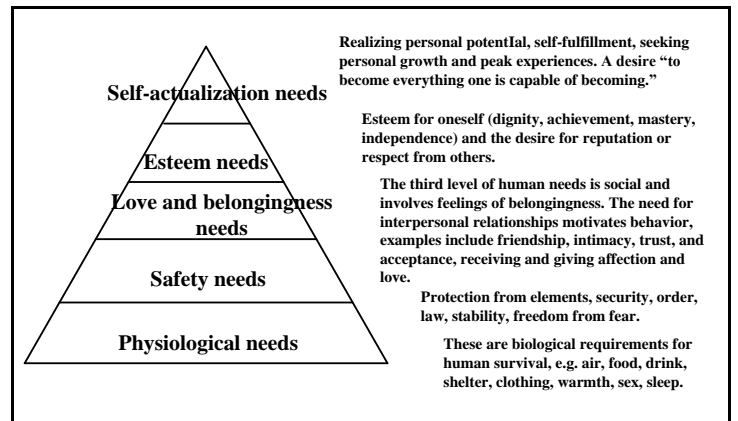 Realizing personal potentIal, self-fulfillment, seeking
personal growth and peak experiences. A desire “to
become everything one is capable of becoming.”
Self-actualization needs
Esteem for oneself (dignity, achievement, mastery,
independence) and the desire for reputation or
respect from others.
Esteem needs
The third level of human needs is social and
involves feelings of belongingness. The need for
interpersonal relationships motivates behavior,
examples include friendship, intimacy, trust, and
acceptance, receiving and giving affection and
love.
Love and belongingness
needs
Protection from elements, security, order,
law, stability, freedom from fear.
Safety needs
These are biological requirements for
human survival, e.g. air, food, drink,
shelter, clothing, warmth, sex, sleep.
Physiological needs